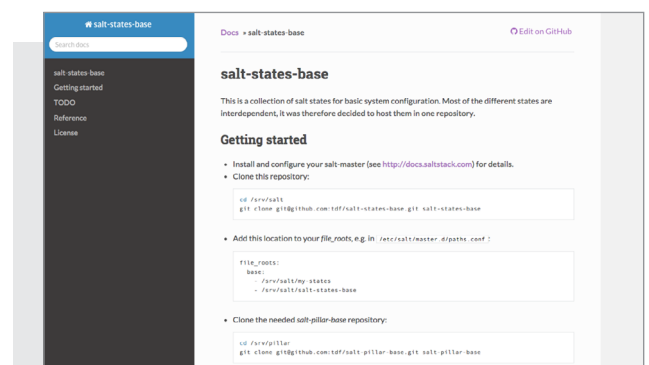 salt-states-base
Search docs
salt-states-base
Getting started
TODO
Reference
License
Docs » salt-states-base
Edit on GitHub
salt-states-base
This is a collection of salt states for basic system configuration. Most of the different states are
interdependent, it was therefore decided to host them in one repository.
Getting started
• Install and configure your salt-master (see http://docs.saltstack.com) for details.
• Clone this repository:
cd /srv/salt
git clone git@github.com:tdf/salt-states-base.git salt-states-base
• Add this location to your file_roots, e.g. in /etc/salt/master.d/paths.conf :
file_roots:
base:
- /srv/salt/my-states
- /srv/salt/salt-states-base
• Clone the needed salt-pillar-base repository:
cd /srv/pillar
git clone git@github.com:tdf/salt-pillar-base.git salt-pillar-base